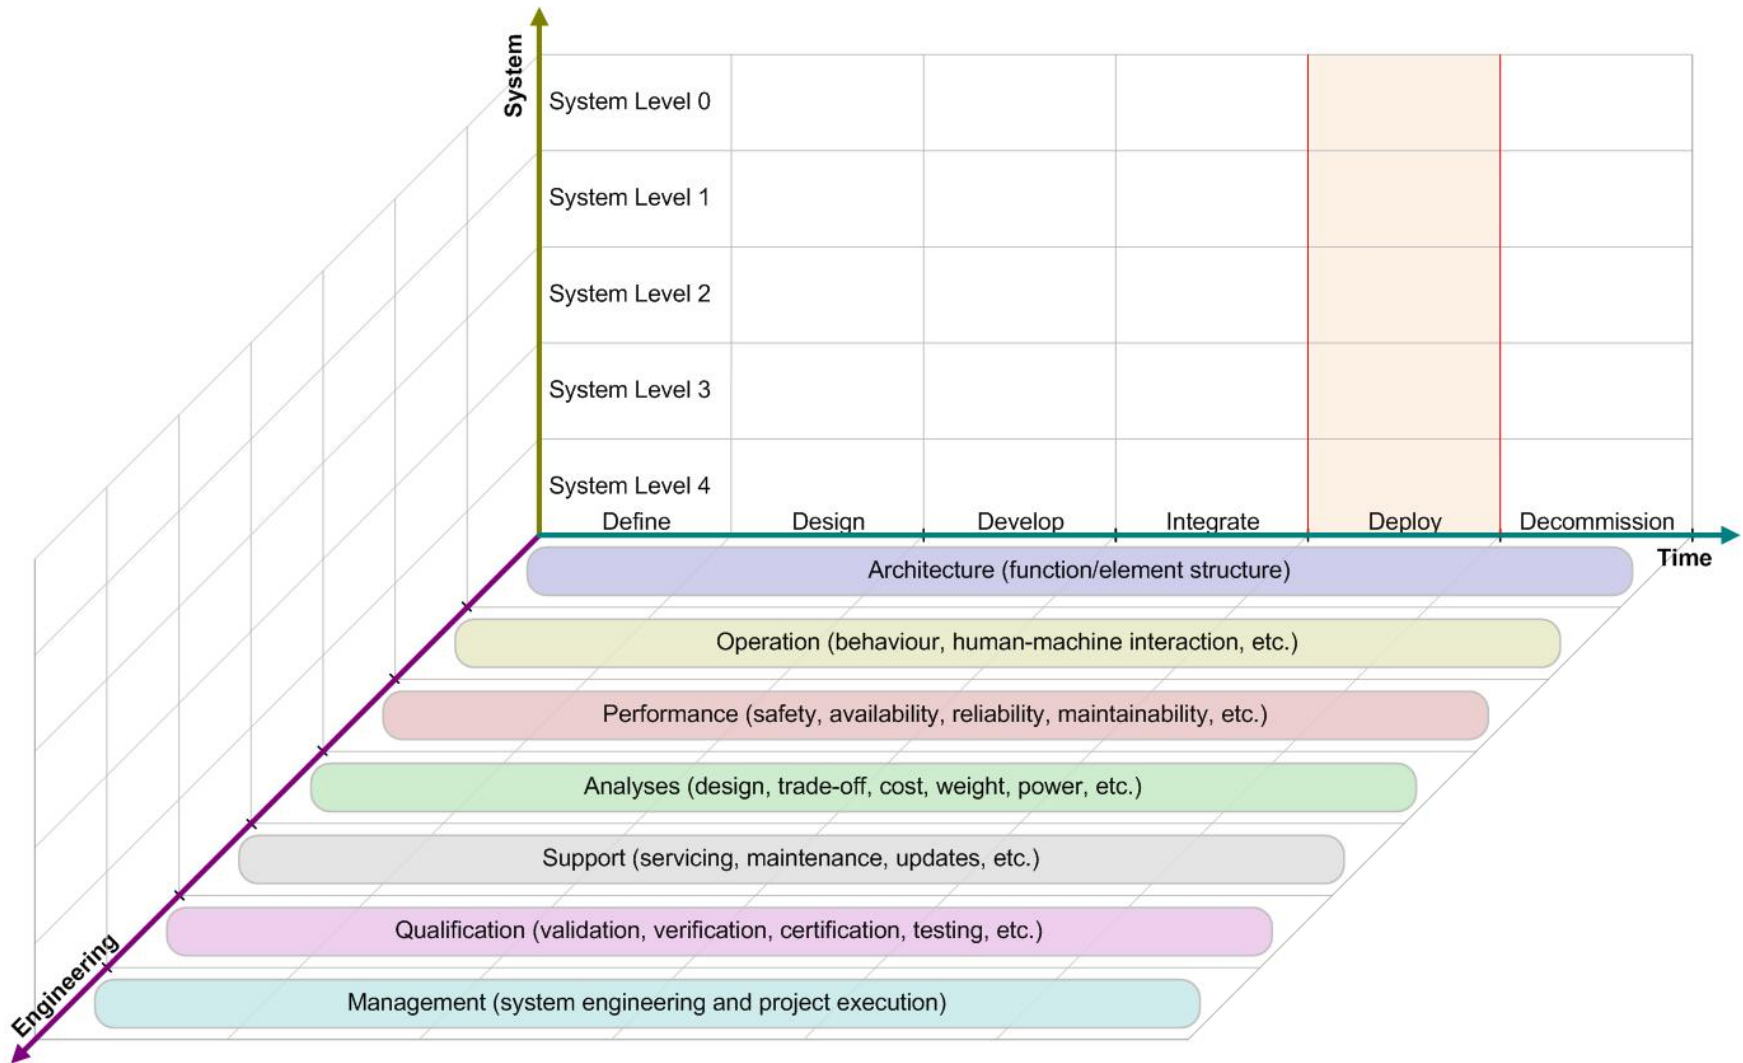 System
System Level 0
System Level 1
System Level 2
System Level 3
System Level 4
Define
Design
Develop
Integrate
Deploy
Decommission
Time
Architecture (function/element structure)
Operation (behaviour, human-machine interaction, etc.)
Performance (safety, availability, reliability, maintainability, etc.)
Analyses (design, trade-off, cost, weight, power, etc.)
Support (servicing, maintenance, updates, etc.)
Qualification (validation, verification, certification, testing, etc.)
Management (system engineering and project execution)
Engineering